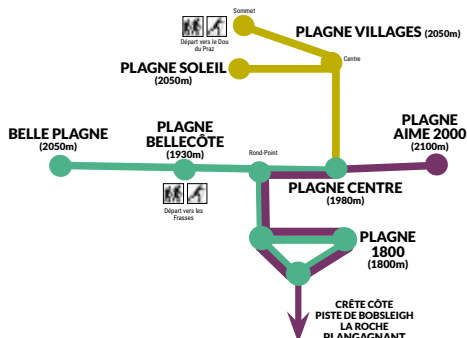 Sommet
PLAGNE VILLAGES (2050m)
Départ vers le Dou
du Praz
Centre
PLAGNE SOLEIL
(2050m)
PLAGNE
AIME 2000
(2100m)
BELLE PLAGNE
(2050m)
PLAGNE
BELLECÔTE
(1930m)
Rond-Point
PLAGNE CENTRE
(1980m)
Départ vers les
Frasses
PLAGNE
1800
(1800m)
CRÊTE CÔTE
PISTE DE BOBSLEIGH
LA ROCHE
PLANGAGNANT